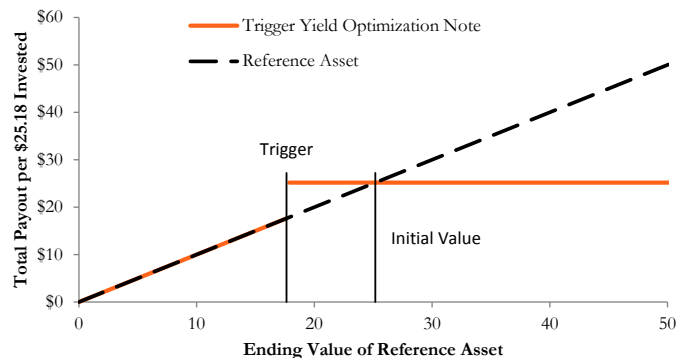 $60
$50
$40
$30
$20
$10
$0
Total Payout per $25.18 Invested
Trigger Yield Optimization Note
Reference Asset
Trigger
Initial Value
0
10
20
30
40
50
Ending Value of Reference Asset